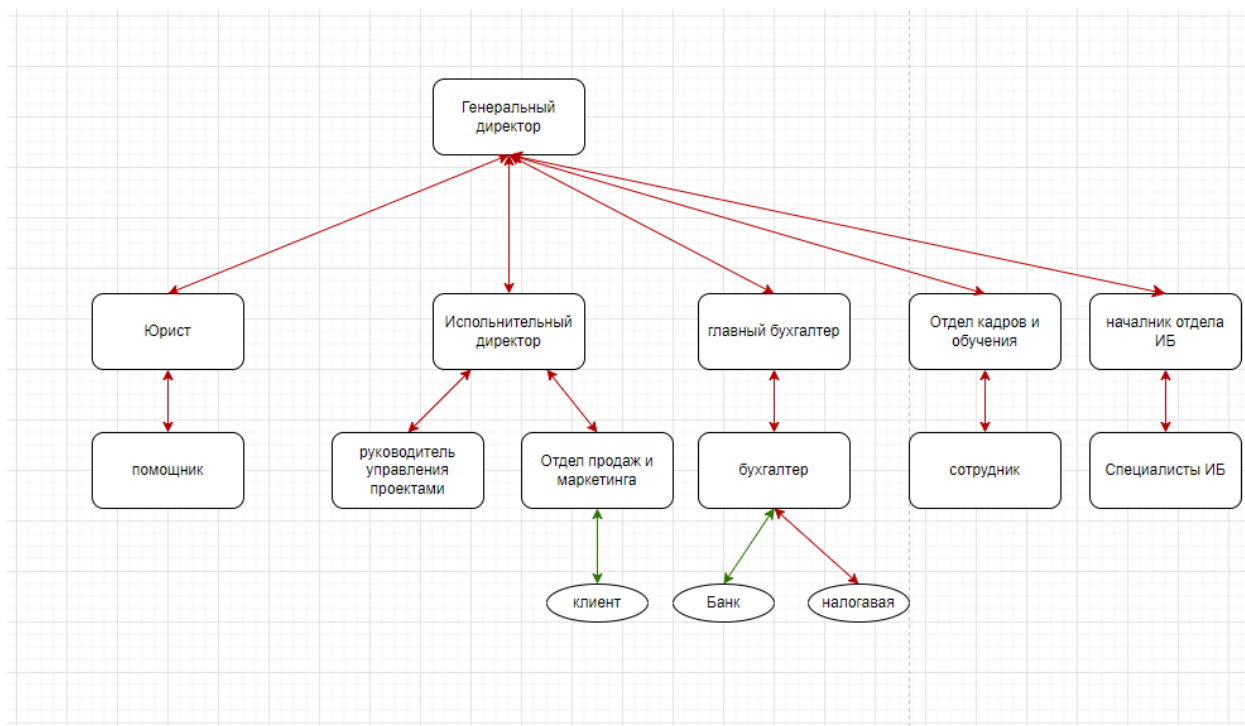 Генеральный
директор
Юрист
Испольнительный
директор
главный бухгалтер
Отдел кадров и
обучения
началник отдела
ИБ
помощник
руководитель
управления
проектами
Отдел продаж и
маркетинга
бухгалтер
сотрудник
Специалисты ИБ
клиент
Банк
налогавая